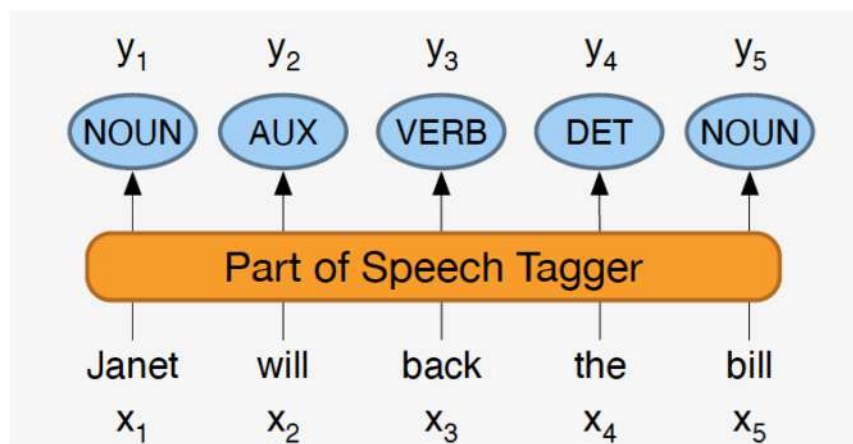 y1 y2 y3 y4 y5
NOUN AUX VERB DET NOUN
Part of Speech Tagger
Janet will back the bill
x1 x2 x3 x4 x5